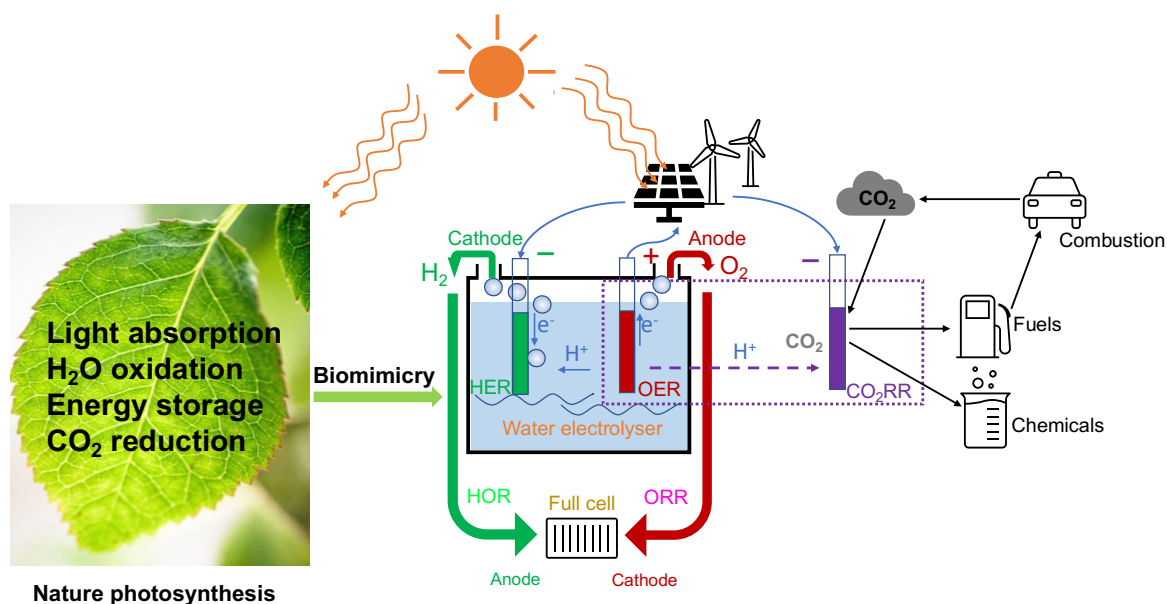 Light absorption
H₂O oxidation
Energy storage
CO₂ reduction
Nature photosynthesis
Biomimicry
Cathode
−
+
Anode
−
H₂
O₂
e-
e-
H⁺
H⁺
HER
OER
Water electrolyser
CO₂
CO₂RR
CO₂
Combustion
Fuels
Chemicals
HOR
Full cell
ORR
Anode
Cathode